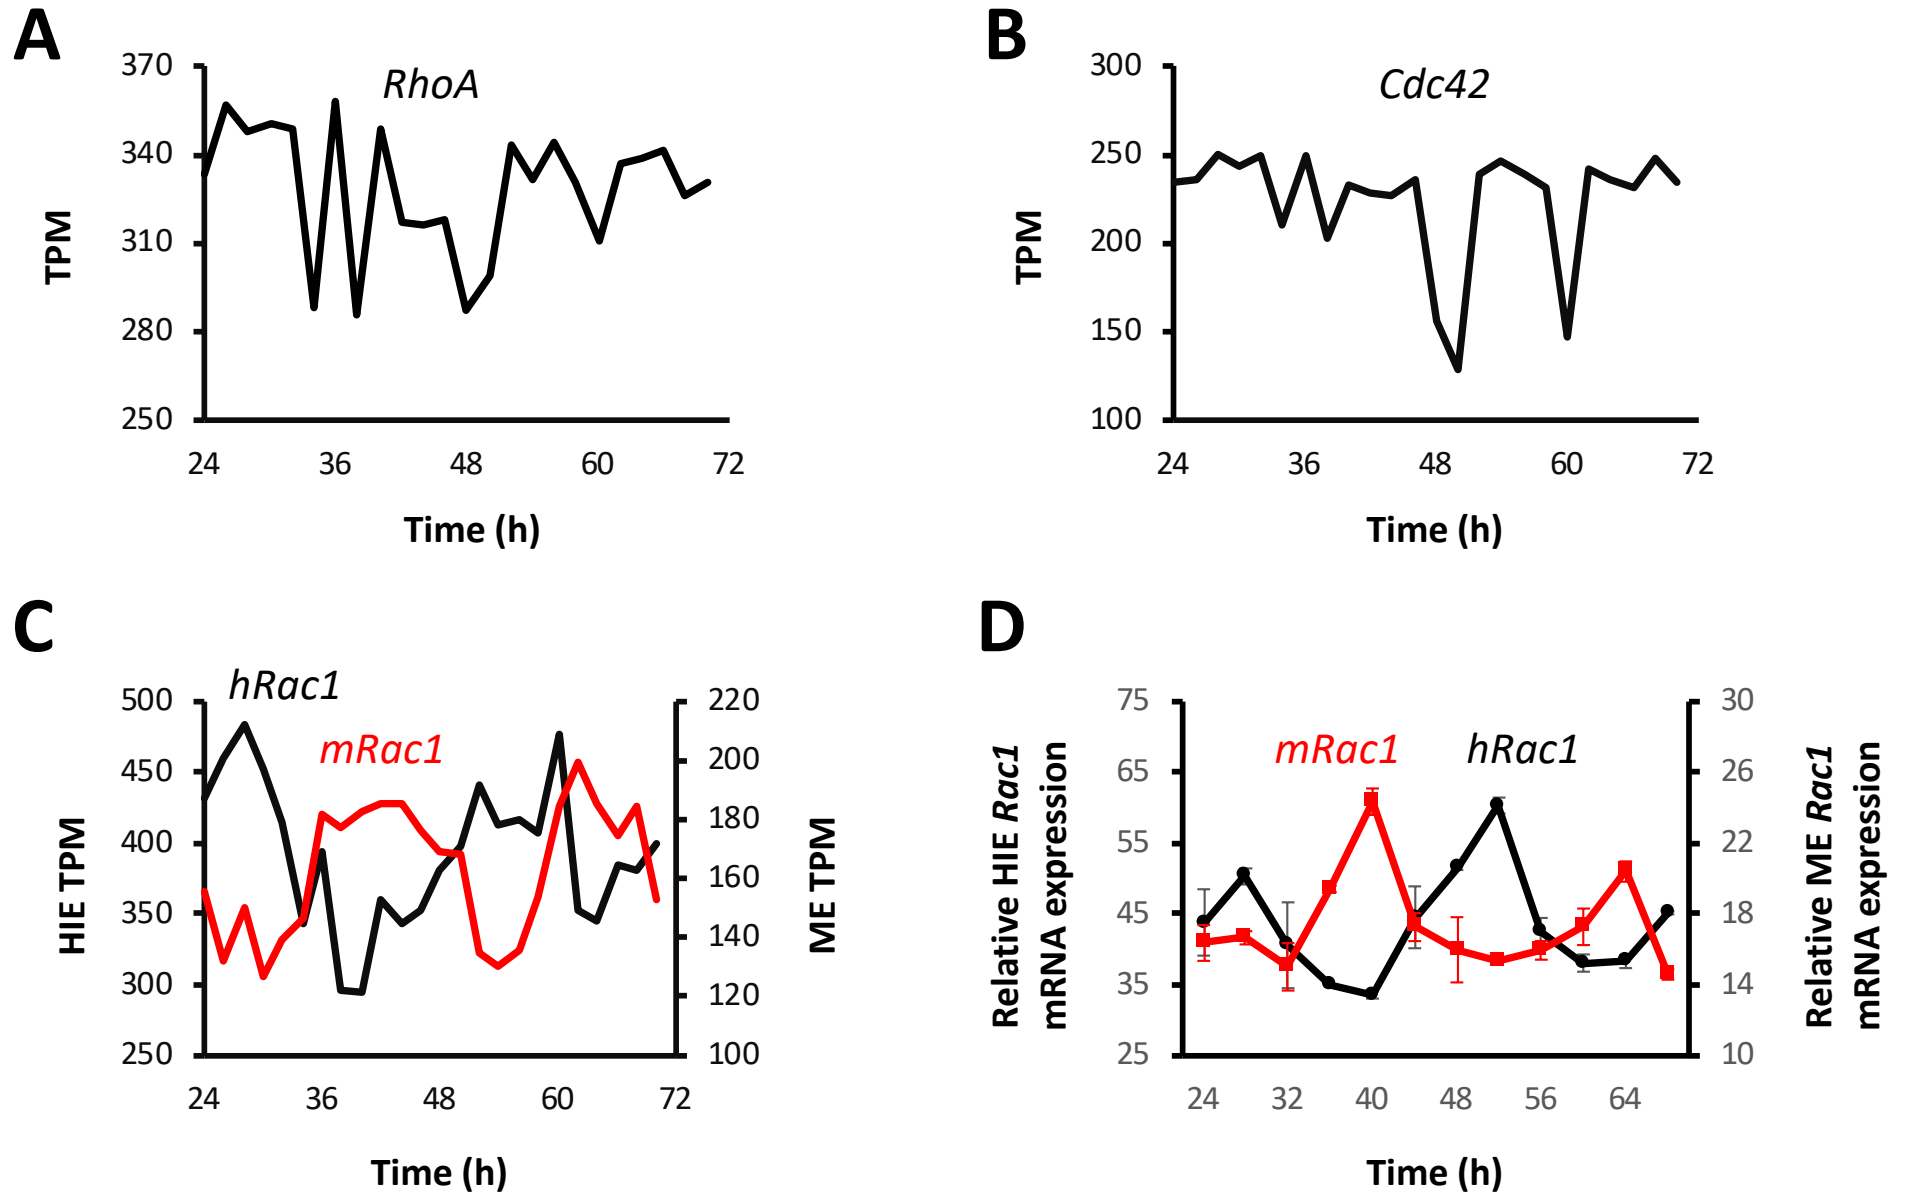 A
RhoA
370
340
310
280
250
TPM
24 36 48 60 72
Time (h)
B
Cdc42
300
250
200
150
100
TPM
24 36 48 60 72
Time (h)
C
hRac1
mRac1
500
450
400
350
300
250
HIE TPM
220
200
180
160
140
120
100
ME TPM
24 36 48 60 72
Time (h)
D
mRac1 hRac1
75
65
55
45
35
25
Relative HIE Rac1
mRNA expression
30
26
22
18
14
10
Relative ME Rac1
mRNA expression
24 32 40 48 56 64
Time (h)